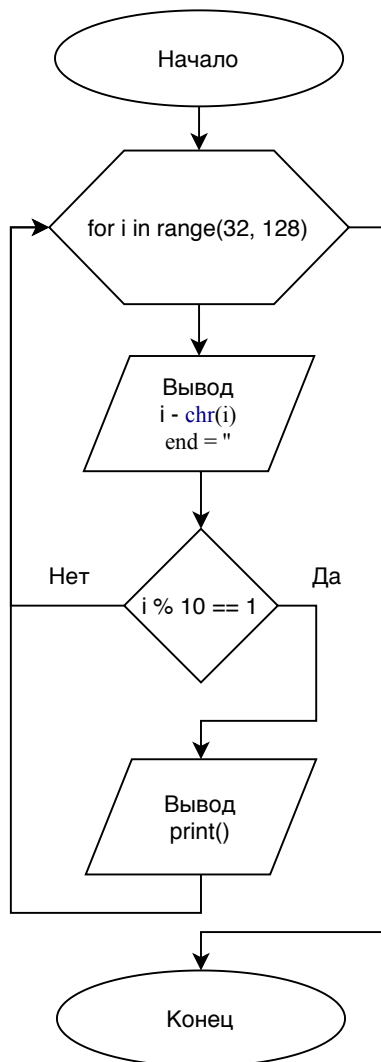 Начало
for i in range(32, 128)
Вывод
i - chr(i)
end = ''
Нет
Да
i % 10 == 1
Вывод
print()
Конец